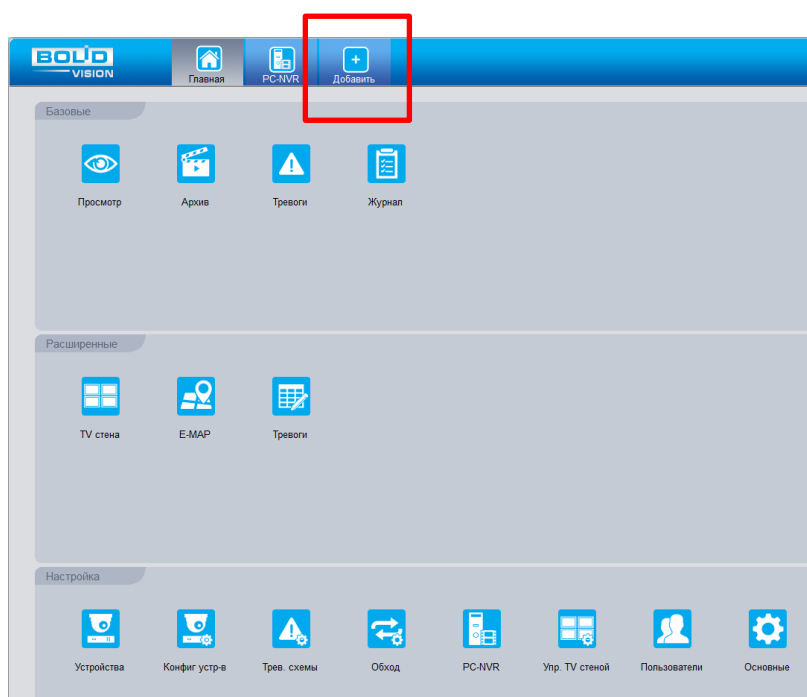 BOLID
VISION
Главная
PC-NVR
Добавить
Базовые
Просмотр
Архив
Тревоги
Журнал
Расширенные
TV стена
E-MAP
Тревоги
Настройка
Устройства
Конфиг устр-в
Трев. схемы
Обход
PC-NVR
Упр. TV стеной
Пользователи
Основные